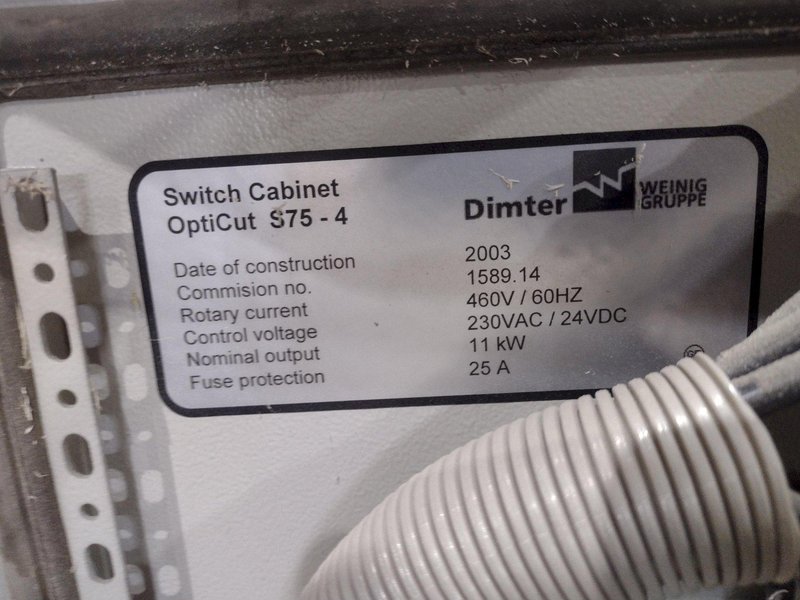 Switch Cabinet
OptiCut S75 - 4
Dimter WEINIG
GRUPPE
Date of construction 2003
Commision no. 1589.14
Rotary current 460V / 60HZ
Control voltage 230VAC / 24VDC
Nominal output 11 kW
Fuse protection 25 A